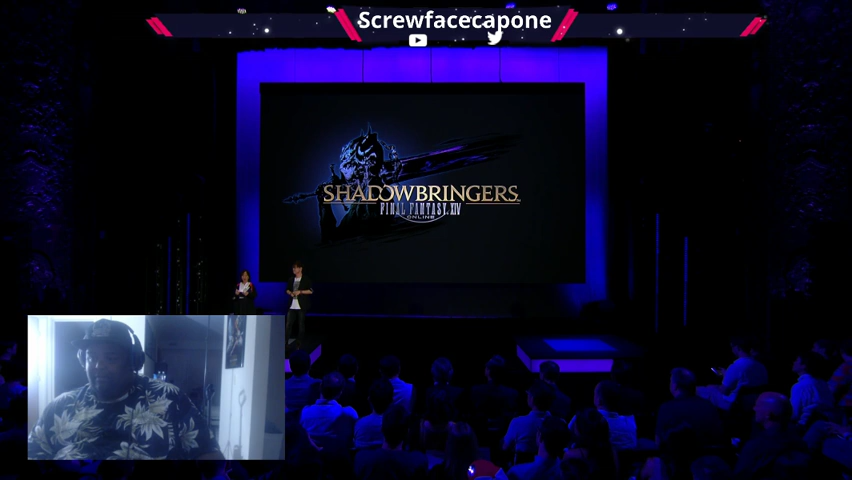 Screwfacecapone
SHADOWBRINGERS
FINAL FANTASY XIV
ONLINE